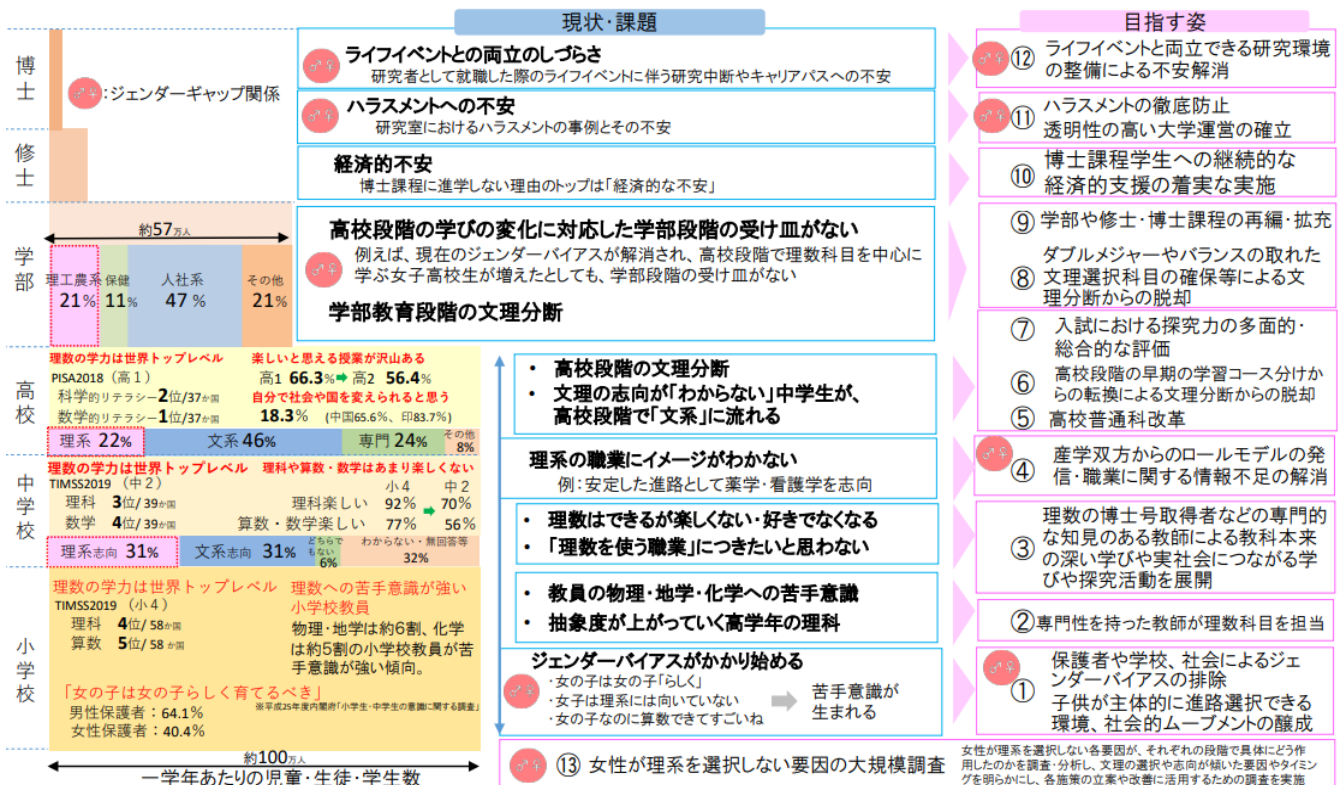 現状・課題
目指す姿
博士
修士
学部
高校
中学校
小学校
♂♀:ジェンダーギャップ関係
ライフイベントとの両立のしづらさ
研究者として就職した際のライフイベントに伴う研究中断やキャリアパスへの不安
ハラスメントへの不安
研究室におけるハラスメントの事例とその不安
経済的不安
博士課程に進学しない理由のトップは「経済的な不安」
約57万人
理工農系 21%
保健 11%
人社系 47 %
その他 21%
高校段階の学びの変化に対応した学部段階の受け皿がない
例えば、現在のジェンダーバイアスが解消され、高校段階で理数科目を中心に
学ぶ女子高校生が増えたとしても、学部段階の受け皿がない
学部教育段階の文理分断
理数の学力は世界トップレベル
PISA2018（高１）
科学的リテラシー2位/37か国
数学的リテラシー1位/37か国
楽しいと思える授業が沢山ある
高1 66.3% ➡ 高2 56.4%
自分で社会や国を変えられると思う
18.3% (中国65.6%、印83.7%)
理系 22%
文系 46%
専門 24%
その他 8%
・ 高校段階の文理分断
・ 文理の志向が「わからない」中学生が、
高校段階で「文系」に流れる
理数の学力は世界トップレベル
TIMSS2019（中２）
理科 3位/ 39か国
数学 4位/ 39か国
理科や算数・数学はあまり楽しくない
小４ 中２
理科楽しい 92% ➡ 70%
算数・数学楽しい 77% 56%
理系志向 31%
文系志向 31%
どちらでもない 6%
わからない・無回答等 32%
理系の職業にイメージがわかない
例：安定した進路として薬学・看護学を志向
・ 理数はできるが楽しくない・好きでなくなる
・ 「理数を使う職業」につきたいと思わない
理数の学力は世界トップレベル
TIMSS2019（小４）
理科 4位/ 58か国
算数 5位/ 58か国
理数への苦手意識が強い
小学校教員
物理・地学は約6割、化学
は約5割の小学校教員が苦
手意識が強い傾向。
「女の子は女の子らしく育てるべき」
男性保護者：64.1%
女性保護者：40.4%
※平成25年度内閣府「小学生・中学生の意識に関する調査」
・ 教員の物理・地学・化学への苦手意識
・ 抽象度が上がっていく高学年の理科
ジェンダーバイアスがかかり始める
・女の子は女の子「らしく」
・女子は理系には向いていない
・女の子なのに算数できてすごいね
苦手意識が
生まれる
約100万人
一学年あたりの児童・生徒・学生数
⑫ ライフイベントと両立できる研究環境
の整備による不安解消
⑪ ハラスメントの徹底防止
透明性の高い大学運営の確立
⑩ 博士課程学生への継続的な
経済的支援の着実な実施
⑨ 学部や修士・博士課程の再編・拡充
⑧ ダブルメジャーやバランスの取れた
文理選択科目の確保等による文
理分断からの脱却
⑦ 入試における探究力の多面的・
総合的な評価
⑥ 高校段階の早期の学習コース分けか
らの転換による文理分断からの脱却
⑤ 高校普通科改革
④ 産学双方からのロールモデルの発
信・職業に関する情報不足の解消
③ 理数の博士号取得者などの専門的
な知見のある教師による教科本来
の深い学びや実社会につながる学
びや探究活動を展開
②専門性を持った教師が理数科目を担当
① 保護者や学校、社会によるジェ
ンダーバイアスの排除
子供が主体的に進路選択できる
環境、社会的ムーブメントの醸成
⑬ 女性が理系を選択しない要因の大規模調査
女性が理系を選択しない各要因が、それぞれの段階で具体にどう作
用したのかを調査・分析し、文理の選択や志向が傾いた要因やタイミン
グを明らかにし、各施策の立案や改善に活用するための調査を実施